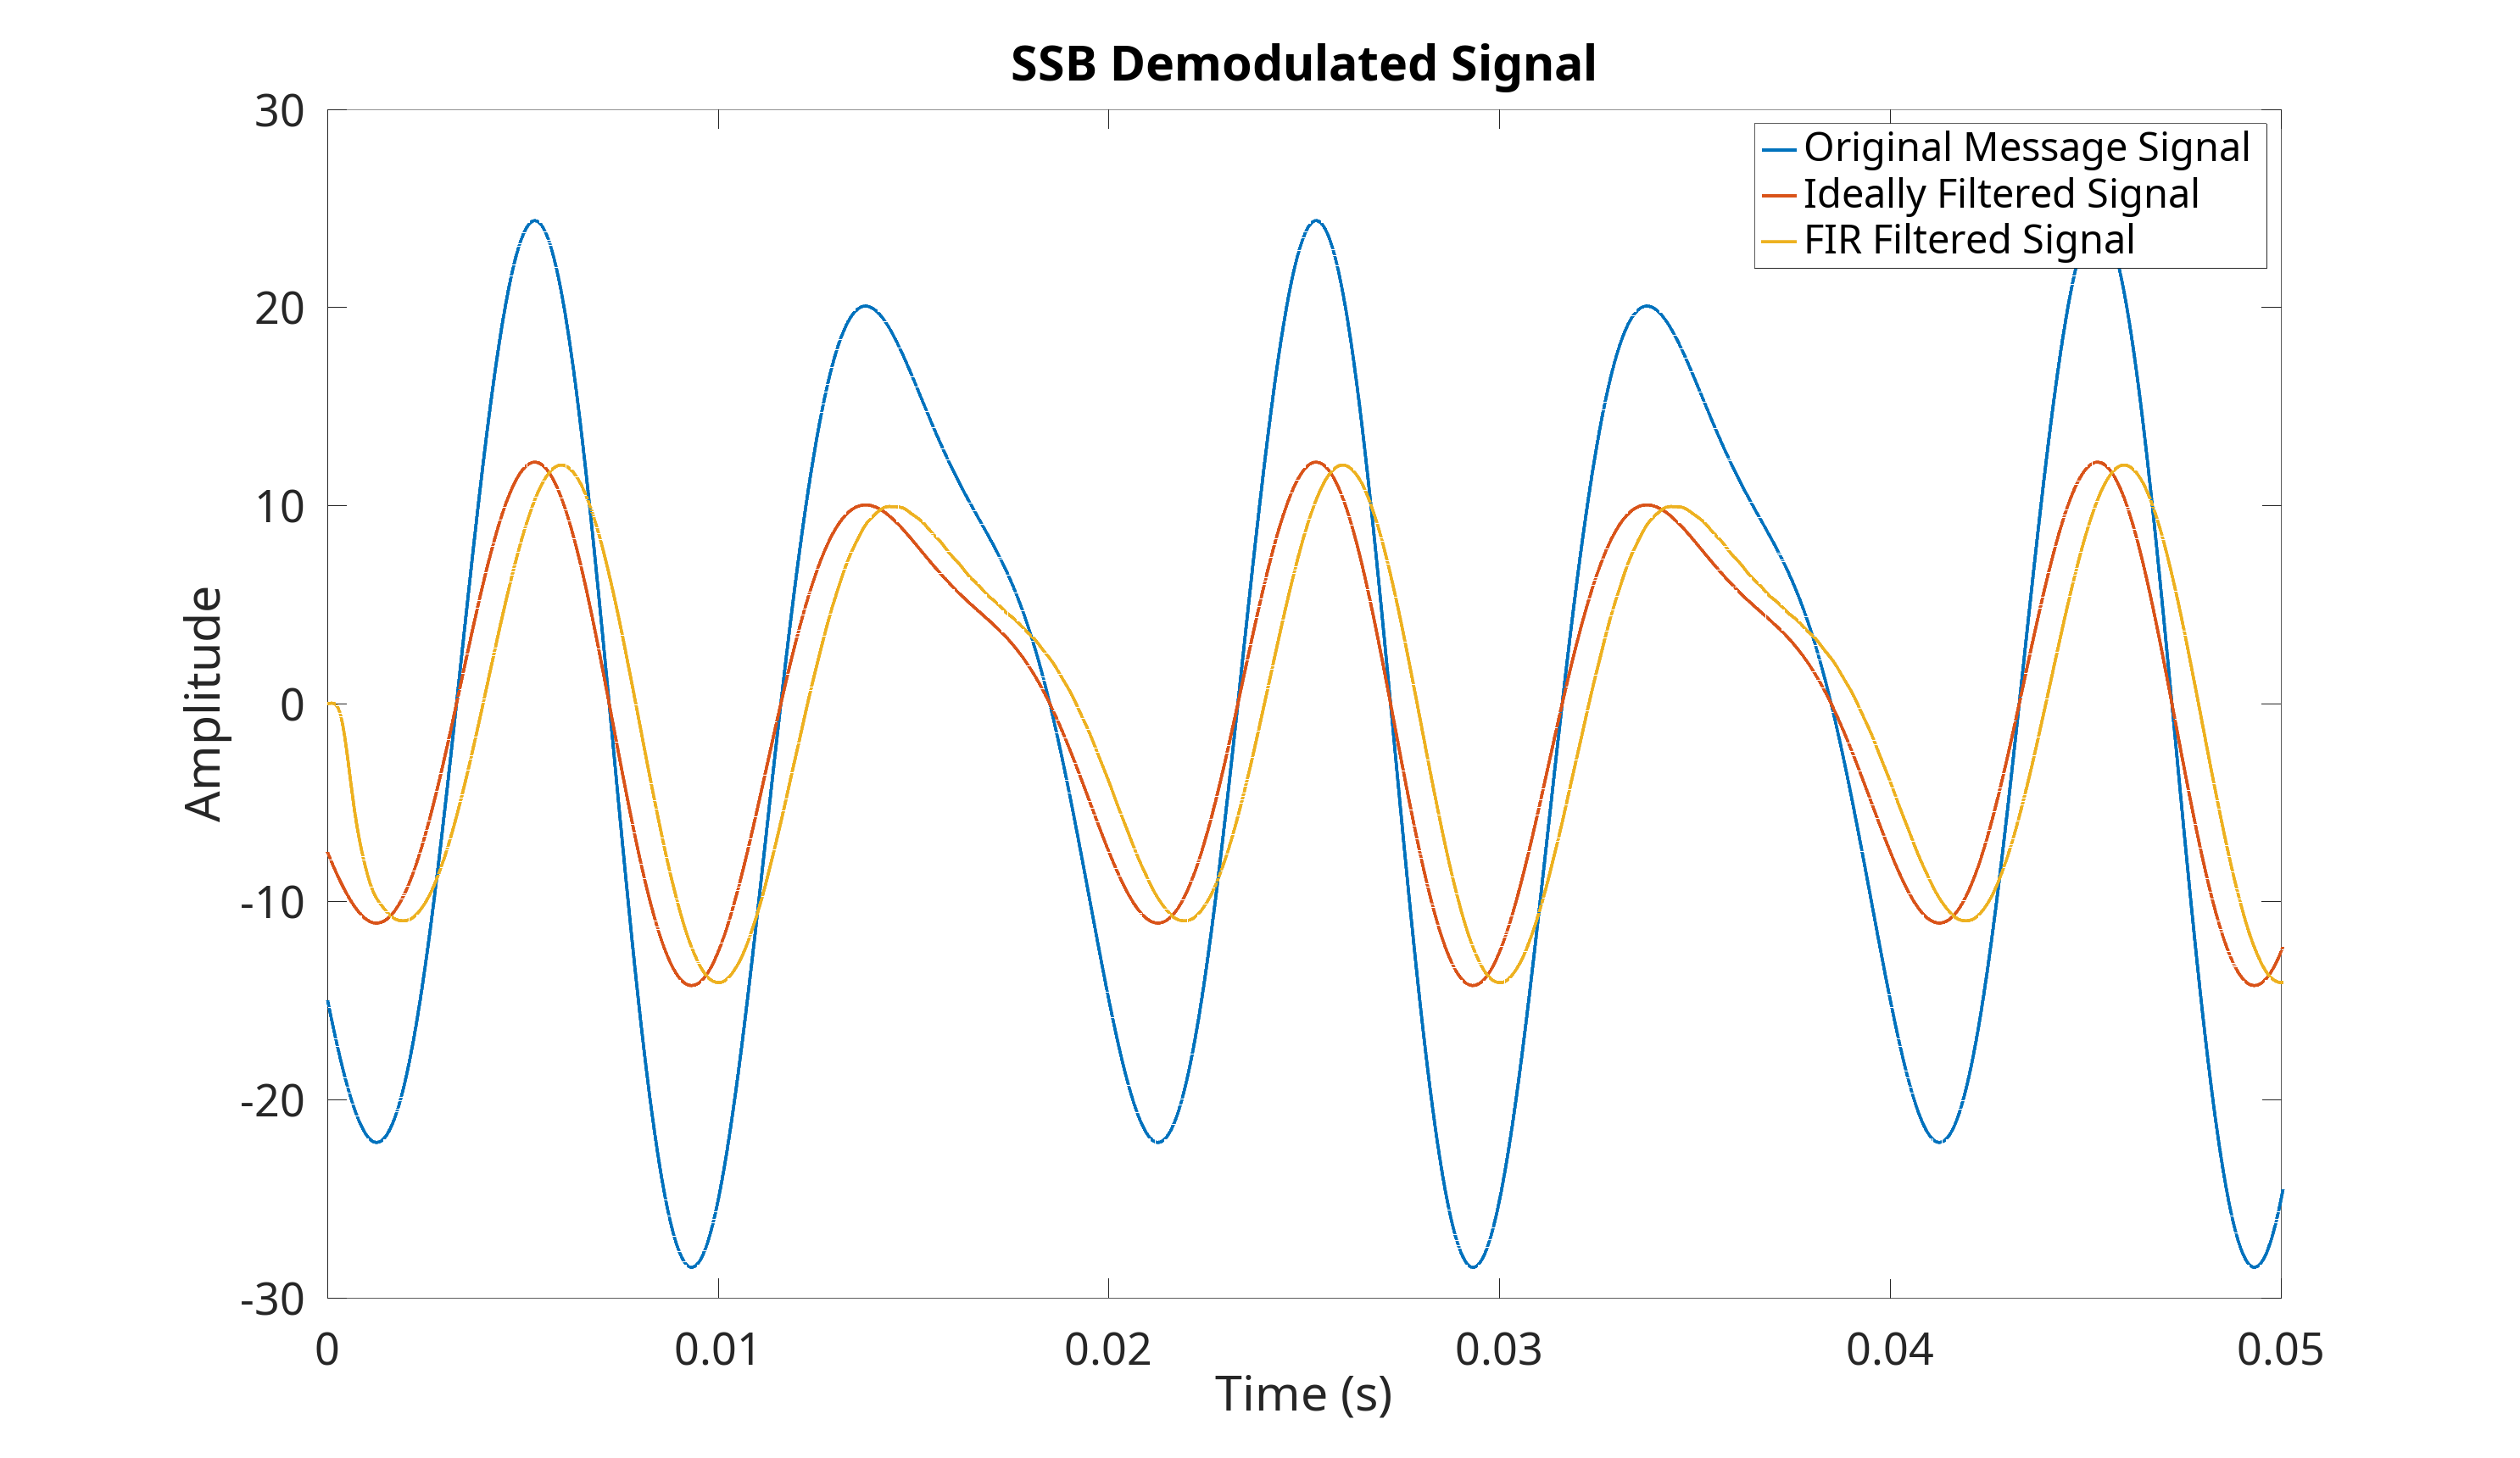 SSB Demodulated Signal
30
20
10
0
-10
-20
-30
Amplitude
Original Message Signal
Ideally Filtered Signal
FIR Filtered Signal
0 0.01 0.02 0.03 0.04 0.05
Time (s)